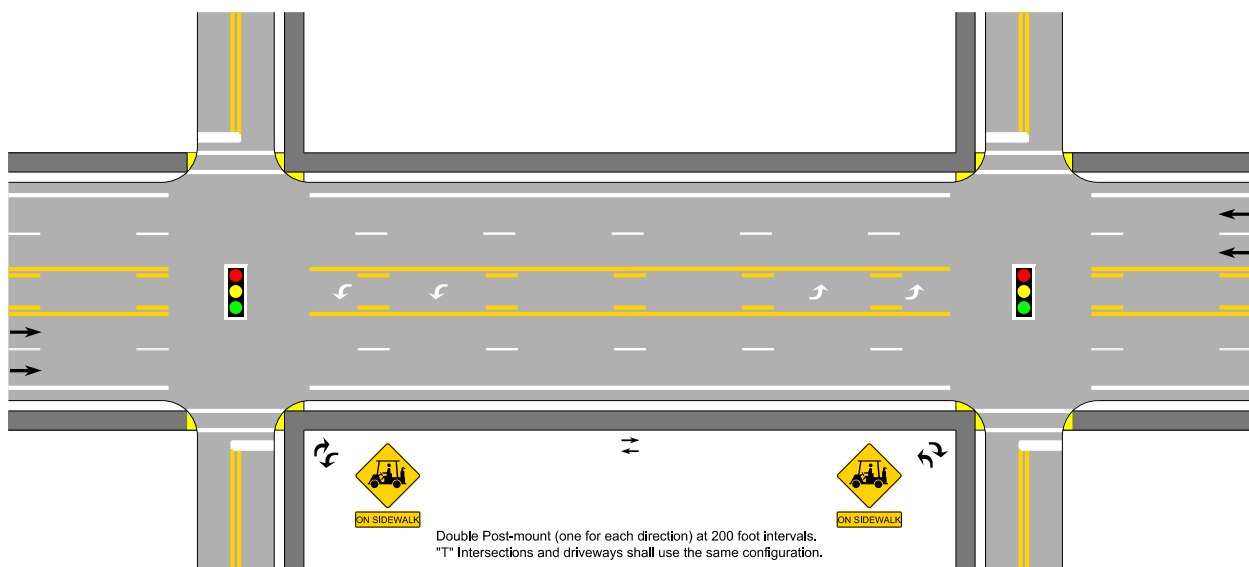 ON SIDEWALK
ON SIDEWALK
Double Post-mount (one for each direction) at 200 foot intervals.
"T" Intersections and driveways shall use the same configuration.